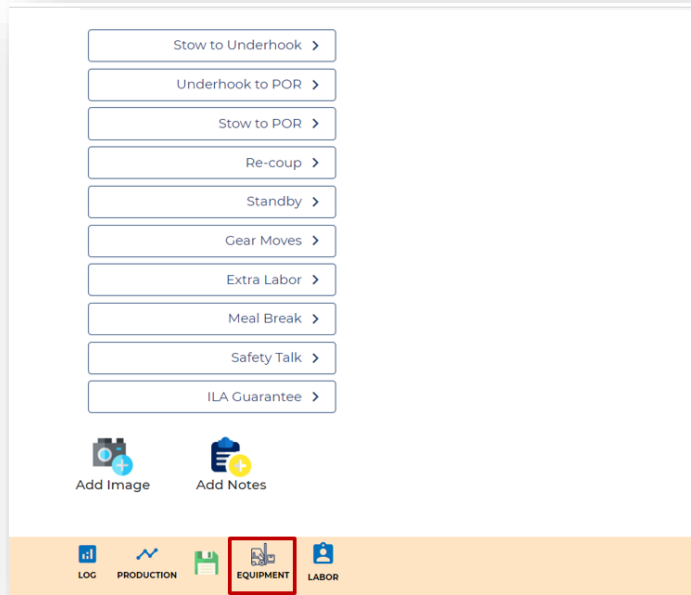 Stow to Underhook
Underhook to POR
Stow to POR
Re-coup
Standby
Gear Moves
Extra Labor
Meal Break
Safety Talk
ILA Guarantee
Add Image Add Notes
LOG PRODUCTION EQUIPMENT LABOR